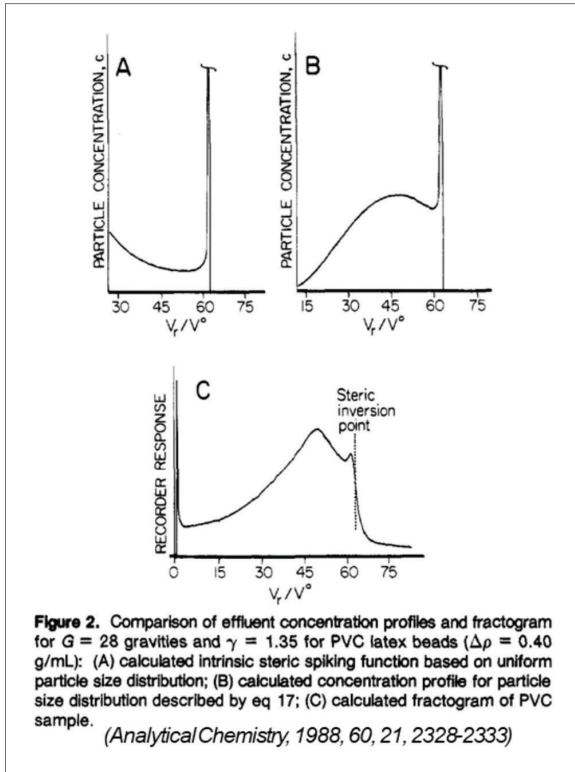 A
PARTICLE CONCENTRATION, c
30 45 60 75
Vr/V°
B
PARTICLE CONCENTRATION, c
15 30 45 60 75
Vr/V°
C
Steric
inversion
point
RECORDER RESPONSE
0 15 30 45 60 75
Vr/V°
Figure 2. Comparison of effluent concentration profiles and fractogram
for G = 28 gravities and γ = 1.35 for PVC latex beads (Δρ = 0.40
g/mL): (A) calculated intrinsic steric spiking function based on uniform
particle size distribution; (B) calculated concentration profile for particle
size distribution described by eq 17; (C) calculated fractogram of PVC
sample.
(Analytical Chemistry, 1988, 60, 21, 2328-2333)